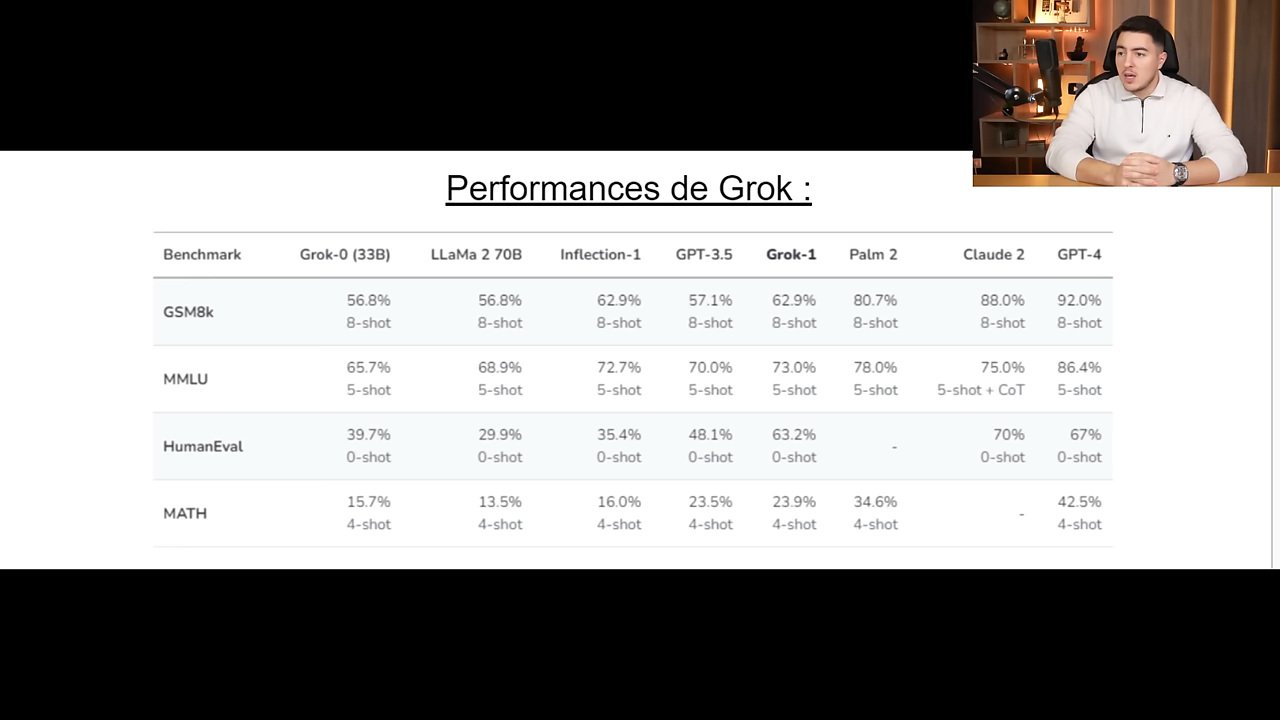 Performances de Grok :
Benchmark Grok-0 (33B) LLaMa 2 70B Inflection-1 GPT-3.5 Grok-1 Palm 2 Claude 2 GPT-4
GSM8k 56.8% 56.8% 62.9% 57.1% 62.9% 80.7% 88.0% 92.0%
8-shot 8-shot 8-shot 8-shot 8-shot 8-shot 8-shot 8-shot
MMLU 65.7% 68.9% 72.7% 70.0% 73.0% 78.0% 75.0% 86.4%
5-shot 5-shot 5-shot 5-shot 5-shot 5-shot 5-shot + CoT 5-shot
HumanEval 39.7% 29.9% 35.4% 48.1% 63.2% - 70% 67%
0-shot 0-shot 0-shot 0-shot 0-shot 0-shot 0-shot
MATH 15.7% 13.5% 16.0% 23.5% 23.9% 34.6% - 42.5%
4-shot 4-shot 4-shot 4-shot 4-shot 4-shot 4-shot